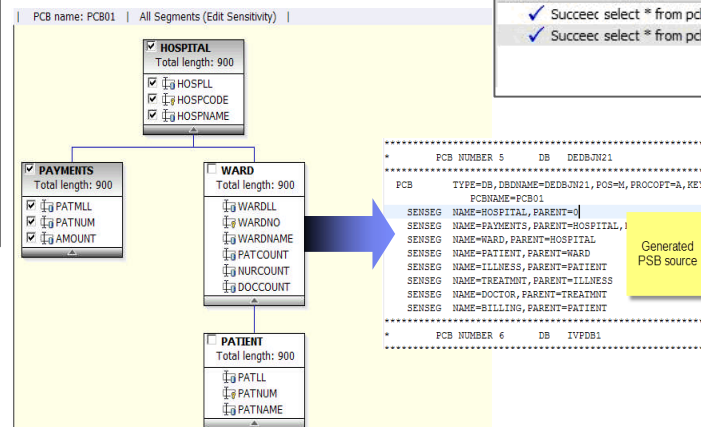 | PCB name: PCB01 | All Segments (Edit Sensitivity) |
HOSPITAL
Total length: 900
HOSPLL
HOSPCODE
HOSPNAME
PAYMENTS
Total length: 900
PATMLL
PATNUM
AMOUNT
WARD
Total length: 900
WARDLL
WARDNO
WARDNAME
PATCOUNT
NURCOUNT
DOCCOUNT
PATIENT
Total length: 900
PATLL
PATNUM
PATNAME
Succeec select * from pcl
Succeec select * from pcl
* PCB NUMBER 5 DB DEDBJN21
PCB TYPE=DB,DBDNAME=DEDBJN21,POS=M,PROCOPT=A,KEY
PCBNAME=PCB01
SENSEG NAME=HOSPITAL,PARENT=0
SENSEG NAME=PAYMENTS,PARENT=HOSPITAL,
SENSEG NAME=WARD,PARENT=HOSPITAL
SENSEG NAME=PATIENT,PARENT=WARD
SENSEG NAME=ILLNESS,PARENT=PATIENT
SENSEG NAME=TREATMNT,PARENT=ILLNESS
SENSEG NAME=DOCTOR,PARENT=TREATMNT
SENSEG NAME=BILLING,PARENT=PATIENT
* PCB NUMBER 6 DB IVPDB1
Generated
PSB source